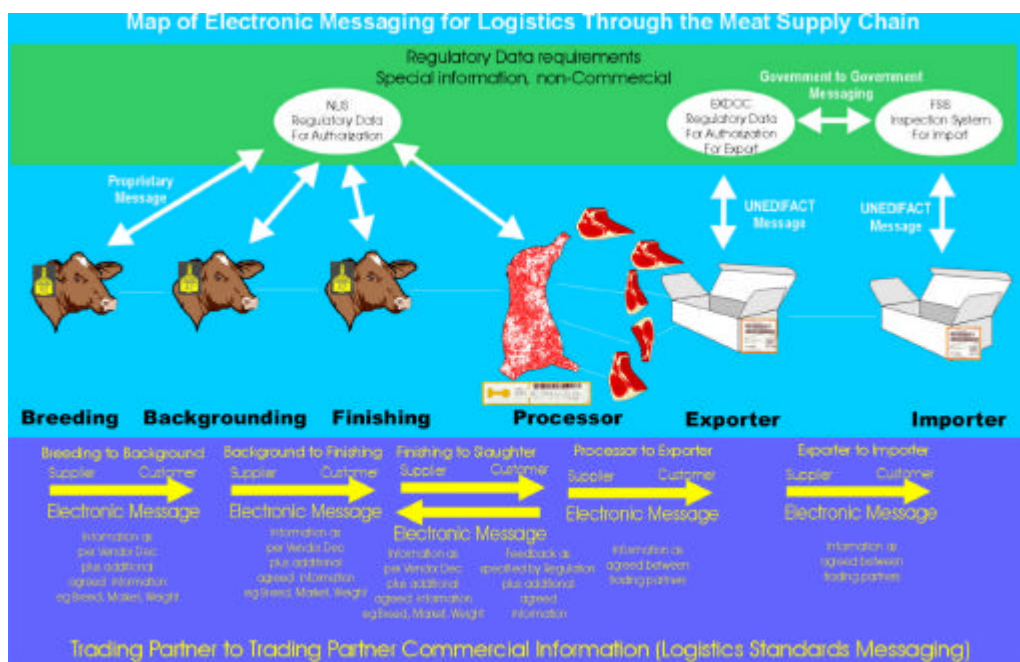 Map of Electronic Messaging for Logistics Through the Meat Supply Chain
Regulatory Data requirements
Special information, non-Commercial
NLIS
Regulatory Data
For Authorization
EXDOC
Regulatory Data
For Authorization
For Export
Government to Government
Messaging
FSIS
Inspection System
For Import
Proprietary
Message
UNEDIFACT
Message
UNEDIFACT
Message
Breeding
Backgrounding
Finishing
Processor
Exporter
Importer
Breeding to Background
Supplier Customer
Electronic Message
Information as
per Vendor Dec
plus additional
agreed information
eg Breed, Market, Weight
Background to Finishing
Supplier Customer
Electronic Message
Information as
per Vendor Dec
plus additional
agreed information
eg Breed, Market, Weight
Finishing to Slaughter
Supplier Customer
Electronic Message
Information as
per Vendor Dec
plus additional
agreed information
eg Breed, Market, Weight
Feedback as
specified by Regulation
plus additional
agreed
information
Processor to Exporter
Supplier Customer
Electronic Message
Information as
agreed between
trading partners
Exporter to Importer
Supplier Customer
Electronic Message
Information as
agreed between
trading partners
Trading Partner to Trading Partner Commercial Information (Logistics Standards Messaging)